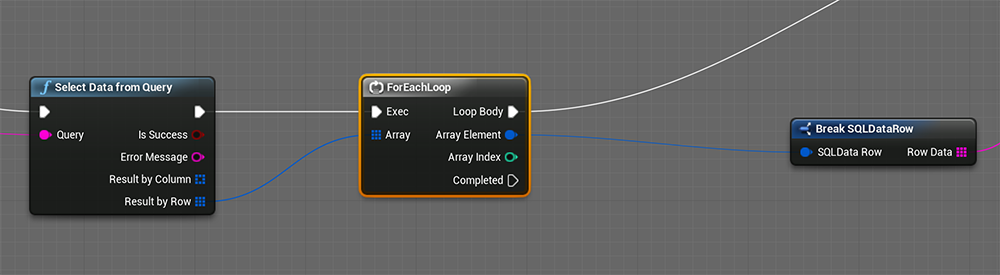 Select Data from Query
Query
Is Success
Error Message
Result by Column
Result by Row
ForEachLoop
Exec
Loop Body
Array
Array Element
Array Index
Completed
Break SQLDataRow
SQLData Row
Row Data